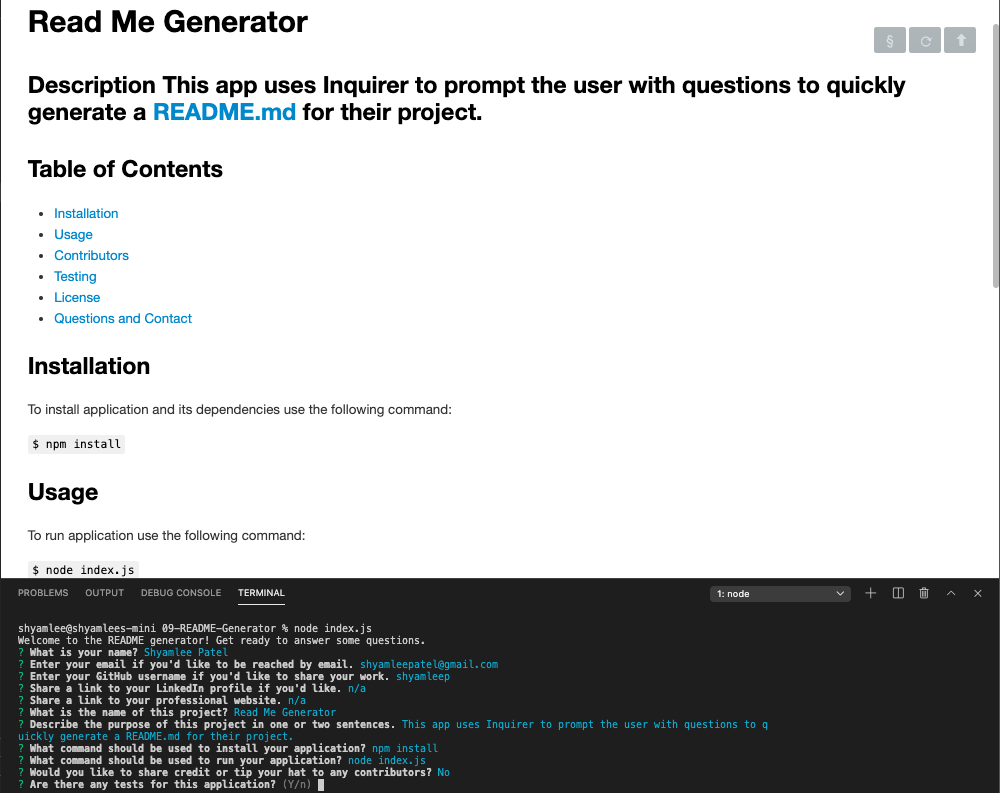 Read Me Generator
§
Description This app uses Inquirer to prompt the user with questions to quickly
generate a README.md for their project.
Table of Contents
Installation
Usage
Contributors
Testing
License
Questions and Contact
Installation
To install application and its dependencies use the following command:
$ npm install
Usage
To run application use the following command:
$ node index.js
PROBLEMS OUTPUT DEBUG CONSOLE TERMINAL 1: node
shyamlee@shyamlees-mini 09-README-Generator % node index.js
Welcome to the README generator! Get ready to answer some questions.
? What is your name? Shyamlee Patel
? Enter your email if you'd like to be reached by email. shyamleepatel@gmail.com
? Enter your GitHub username if you'd like to share your work. shyamleep
? Share a link to your LinkedIn profile if you'd like. n/a
? Share a link to your professional website. n/a
? What is the name of this project? Read Me Generator
? Describe the purpose of this project in one or two sentences. This app uses Inquirer to prompt the user with questions to q
uickly generate a README.md for their project.
? What command should be used to install your application? npm install
? What command should be used to run your application? node index.js
? Would you like to share credit or tip your hat to any contributors? No
? Are there any tests for this application? (Y/n)